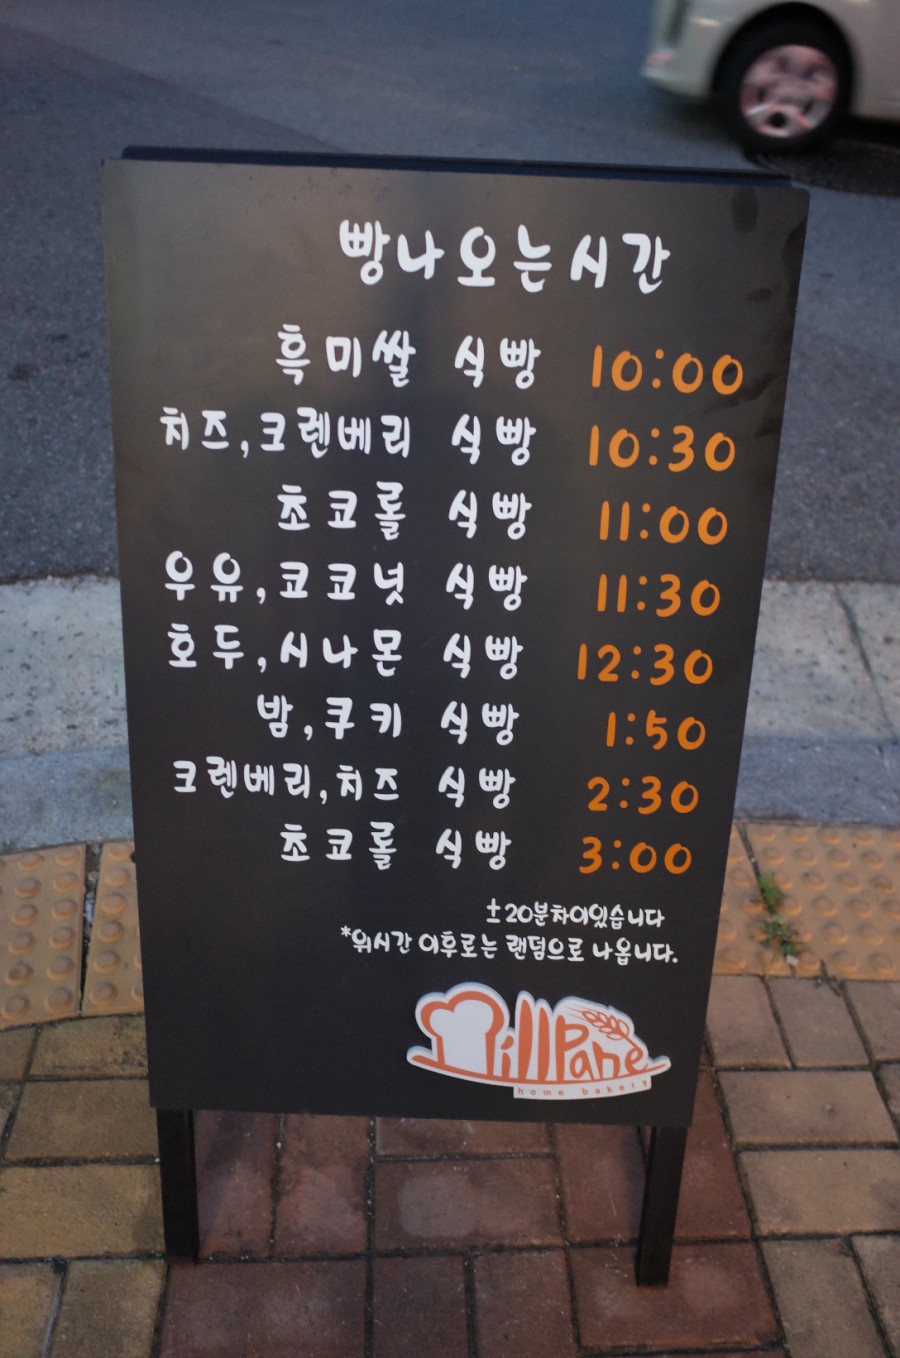 빵나오는시간
흑미쌀 식빵 10:00
치즈,크렌베리 식빵 10:30
초코롤 식빵 11:00
우유,코코넛 식빵 11:30
호두,시나몬 식빵 12:30
밤,쿠키 식빵 1:50
크렌베리,치즈 식빵 2:30
초코롤 식빵 3:00
±20분차이있습니다
*위시간 이후로는 랜덤으로 나옵니다.
MillPane
home bakery